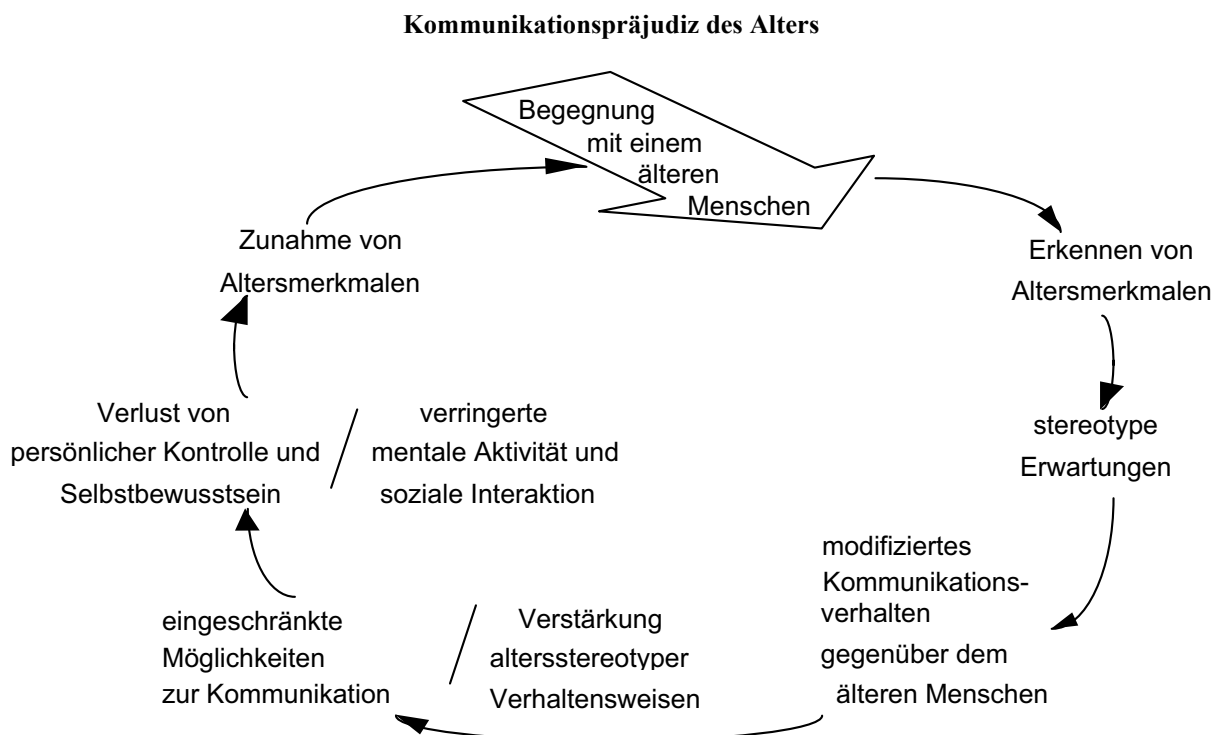 Kommunikationspräjudiz des Alters
Begegnung
mit einem
älteren
Menschen
Erkennen von
Altersmerkmalen
stereotype
Erwartungen
modifiziertes
Kommunikations-
verhalten
gegenüber dem
älteren Menschen
Verstärkung
altersstereotyper
Verhaltensweisen
/
eingeschränkte
Möglichkeiten
zur Kommunikation
verringerte
mentale Aktivität und
soziale Interaktion
/
Verlust von
persönlicher Kontrolle und
Selbstbewusstsein
Zunahme von
Altersmerkmalen